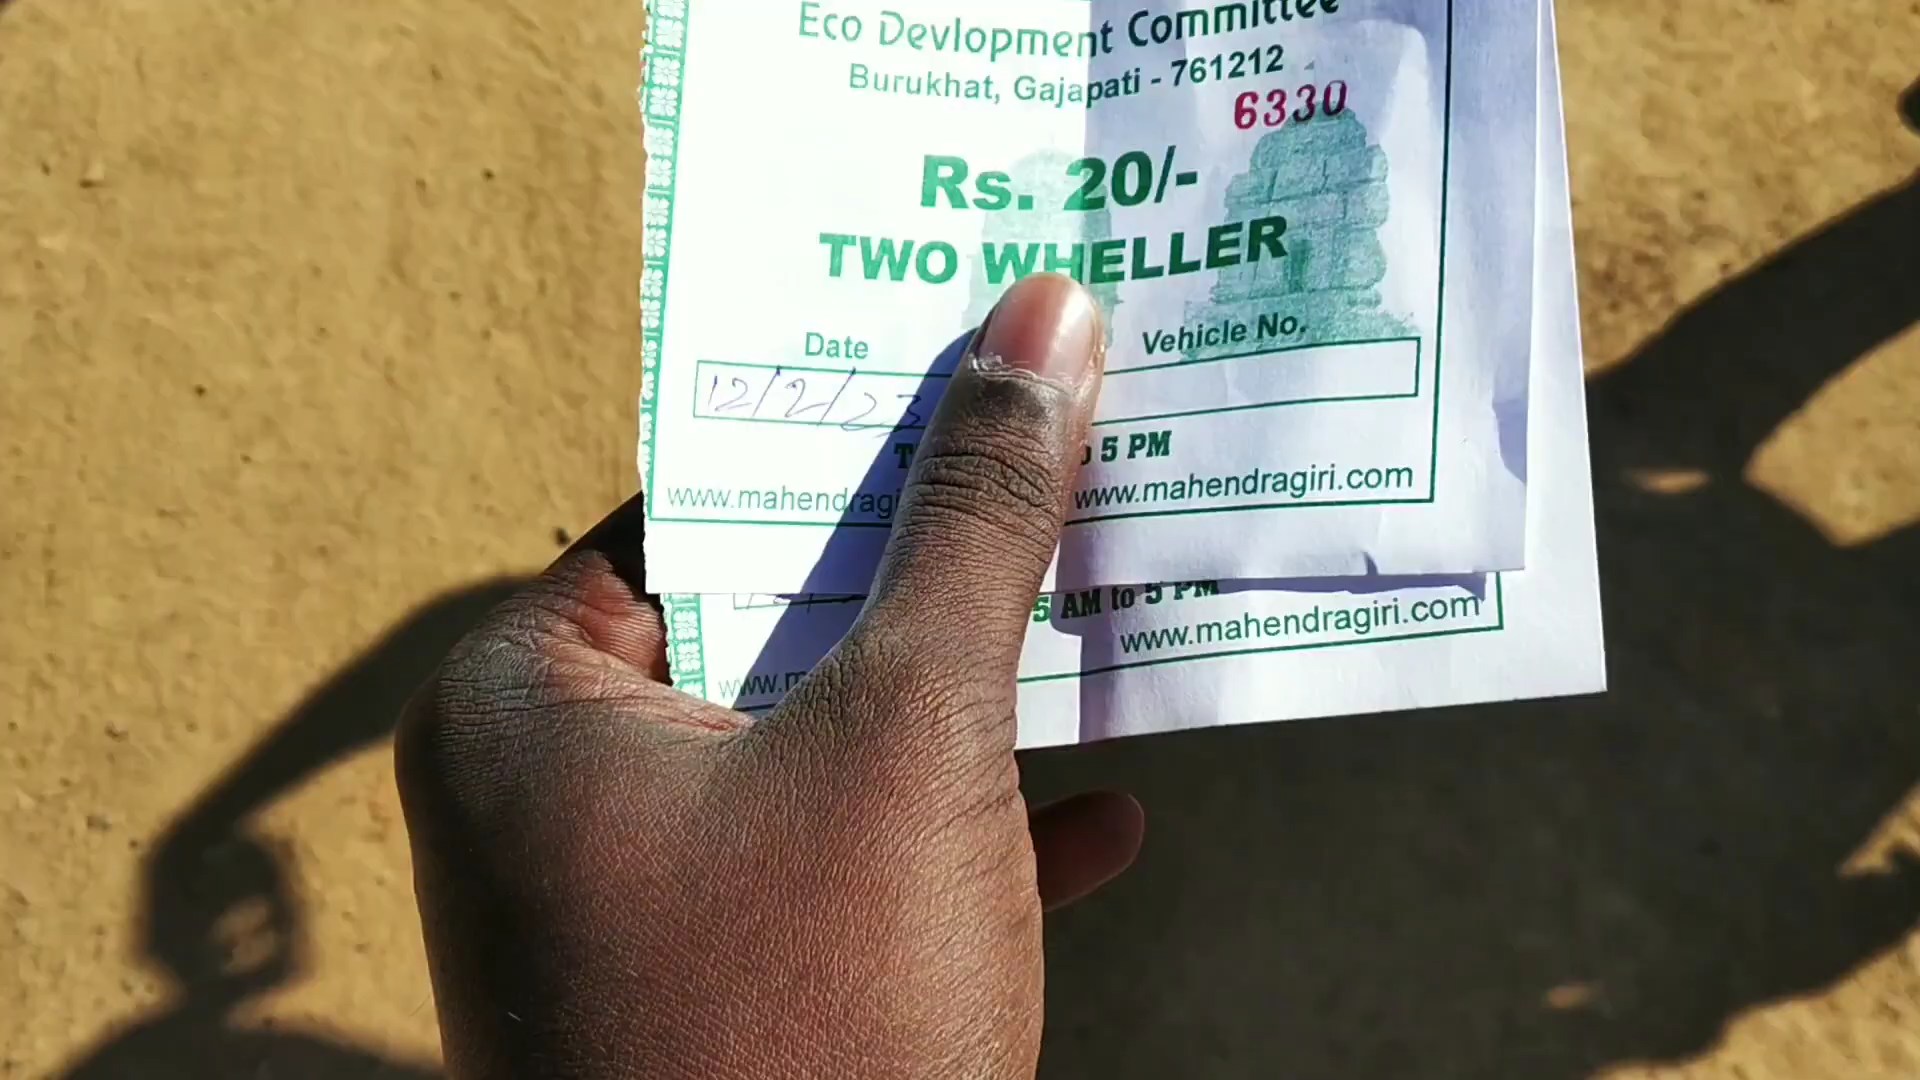 Eco Devlopment Committee
Burukhat, Gajapati - 761212
6330
Rs. 20/-
TWO WHELLER
Date
Vehicle No.
12/2/23
5 PM
www.mahendragiri.com
5 AM to 5 PM
www.mahendragiri.com